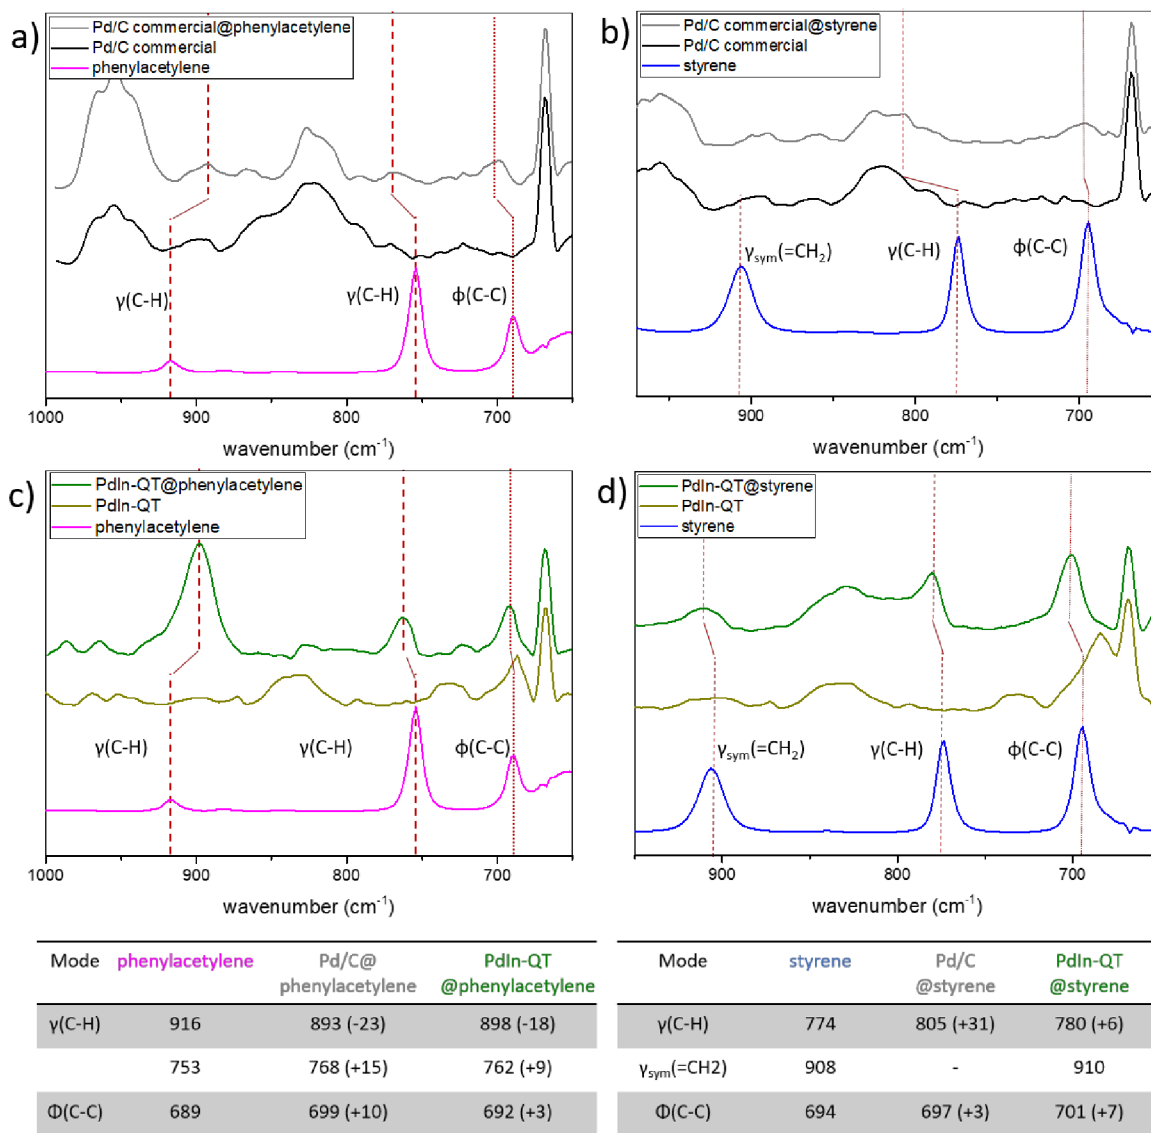 a)
Pd/C commercial@phenylacetylene
Pd/C commercial
phenylacetylene
γ(C-H)
γ(C-H)
ϕ(C-C)
1000
900
800
700
wavenumber (cm⁻¹)
b)
Pd/C commercial@styrene
Pd/C commercial
styrene
γsym(=CH₂)
γ(C-H)
ϕ(C-C)
900
800
700
wavenumber (cm⁻¹)
c)
PdIn-QT@phenylacetylene
PdIn-QT
phenylacetylene
γ(C-H)
γ(C-H)
ϕ(C-C)
1000
900
800
700
wavenumber (cm⁻¹)
d)
PdIn-QT@styrene
PdIn-QT
styrene
γsym(=CH₂)
γ(C-H)
ϕ(C-C)
900
800
700
wavenumber (cm⁻¹)
Mode phenylacetylene Pd/C@ PdIn-QT
phenylacetylene @phenylacetylene
γ(C-H) 916 893 (-23) 898 (-18)
753 768 (+15) 762 (+9)
Φ(C-C) 689 699 (+10) 692 (+3)
Mode styrene Pd/C PdIn-QT
@styrene @styrene
γ(C-H) 774 805 (+31) 780 (+6)
γsym(=CH2) 908 - 910
Φ(C-C) 694 697 (+3) 701 (+7)